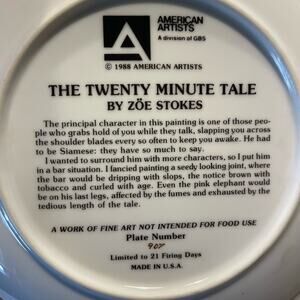 AMERICAN
ARTISTS
A division of GBS
© 1988 AMERICAN ARTISTS
THE TWENTY MINUTE TALE
BY ZÖE STOKES
The principal character in this painting is one of those peo-
ple who grabs hold of you while they talk, slapping you across
the shoulder blades every so often to keep you awake. He had
to be Siamese: they have so much to say.
I wanted to surround him with more characters, so I put him
in a bar situation. I fancied painting a seedy looking joint, where
the bar would be dripping with slops, the notice brown with
tobacco and curled with age. Even the pink elephant would
be on his last legs, affected by the fumes and exhausted by the
tedious length of the tale.
A WORK OF FINE ART NOT INTENDED FOR FOOD USE
Plate Number
907
Limited to 21 Firing Days
MADE IN U.S.A.